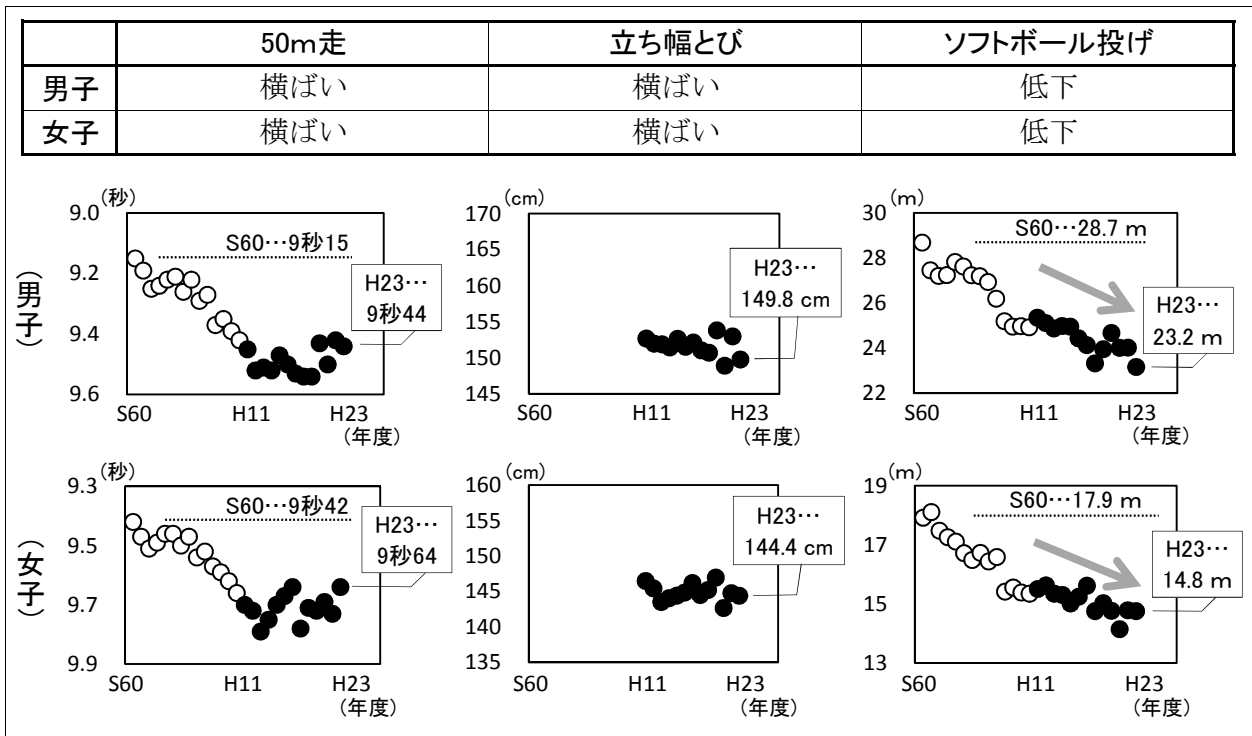 50m走 立ち幅とび ソフトボール投げ
男子 横ばい 横ばい 低下
女子 横ばい 横ばい 低下
(男子)
(秒)
9.0
9.2
9.4
9.6
S60…9秒15
H23…
9秒44
S60 H11 H23
(年度)
(cm)
170
165
160
155
150
145
H23…
149.8 cm
S60 H11 H23
(年度)
(m)
30
28
26
24
22
S60…28.7 m
H23…
23.2 m
S60 H11 H23
(年度)
(女子)
(秒)
9.3
9.5
9.7
9.9
S60…9秒42
H23…
9秒64
S60 H11 H23
(年度)
(cm)
160
155
150
145
140
135
H23…
144.4 cm
S60 H11 H23
(年度)
(m)
19
17
15
13
S60…17.9 m
H23…
14.8 m
S60 H11 H23
(年度)